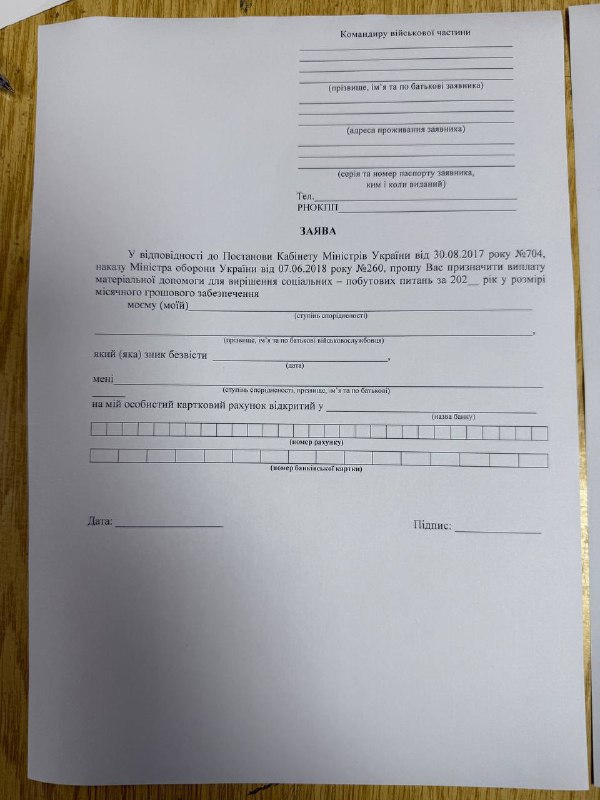 Командиру військової частини
(прізвище, ім’я та по батькові заявника)
(адреса проживання заявника)
(серія та номер паспорту заявника,
ким і коли виданий)
Тел.
РНОКПП
ЗАЯВА
У відповідності до Постанови Кабінету Міністрів України від 30.08.2017 року №704,
наказу Міністра оборони України від 07.06.2018 року №260, прошу Вас призначити виплату
матеріальної допомоги для вирішення соціальних – побутових питань за 202__ рік у розмірі
місячного грошового забезпечення
моєму (моїй)
(ступінь спорідненості)
,
(прізвище, ім’я та по батькові військовослужбовця)
який (яка) зник безвісти ,
(дата)
мені
(ступінь спорідненості, прізвище, ім’я та по батькові)
на мій особистий картковий рахунок відкритий у
(назва банку)
(номер рахунку)
(номер банківської картки)
Дата: Підпис: